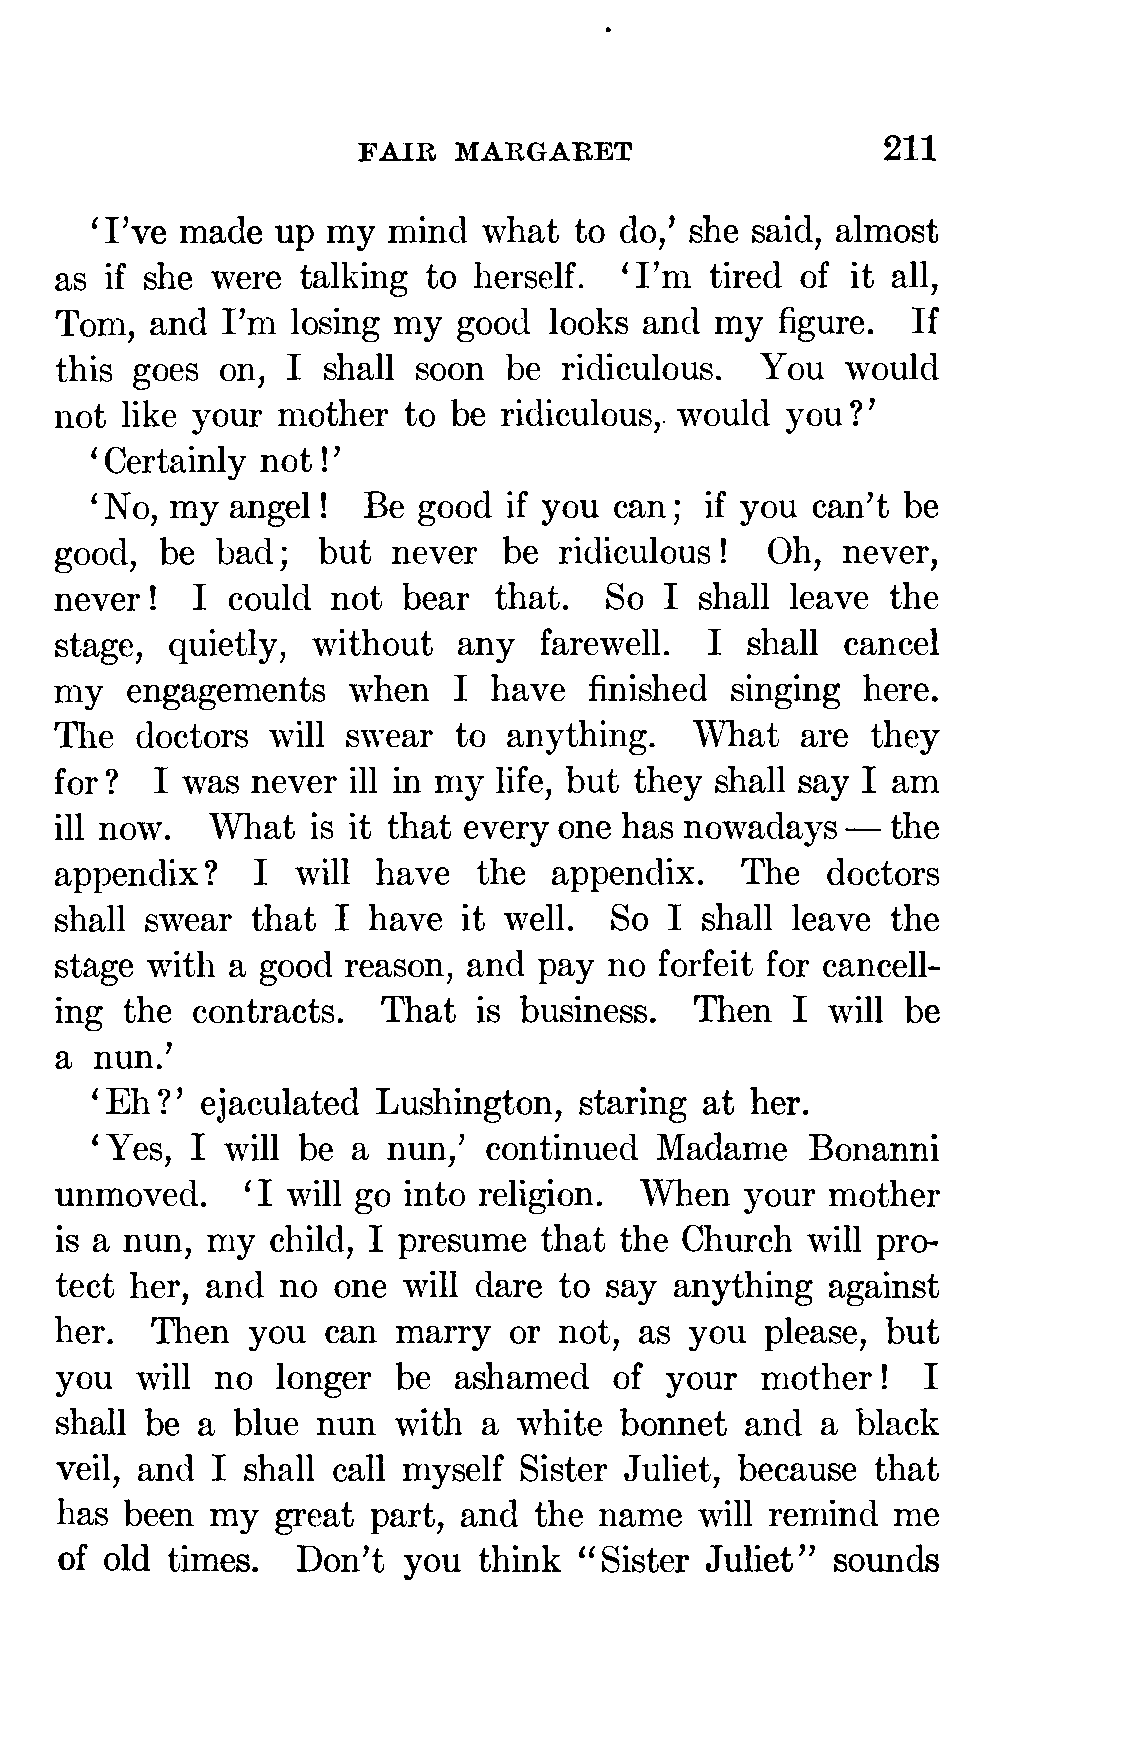 FAIR MARGARET 211
‘I’ve made up my mind what to do,’ she said, almost
as if she were talking to herself. ‘I’m tired of it all,
Tom, and I’m losing my good looks and my figure. If
this goes on, I shall soon be ridiculous. You would
not like your mother to be ridiculous, would you?’
‘Certainly not!’
‘No, my angel! Be good if you can; if you can’t be
good, be bad; but never be ridiculous! Oh, never,
never! I could not bear that. So I shall leave the
stage, quietly, without any farewell. I shall cancel
my engagements when I have finished singing here.
The doctors will swear to anything. What are they
for? I was never ill in my life, but they shall say I am
ill now. What is it that every one has nowadays — the
appendix? I will have the appendix. The doctors
shall swear that I have it well. So I shall leave the
stage with a good reason, and pay no forfeit for cancell-
ing the contracts. That is business. Then I will be
a nun.’
‘Eh?’ ejaculated Lushington, staring at her.
‘Yes, I will be a nun,’ continued Madame Bonanni
unmoved. ‘I will go into religion. When your mother
is a nun, my child, I presume that the Church will pro-
tect her, and no one will dare to say anything against
her. Then you can marry or not, as you please, but
you will no longer be ashamed of your mother! I
shall be a blue nun with a white bonnet and a black
veil, and I shall call myself Sister Juliet, because that
has been my great part, and the name will remind me
of old times. Don’t you think “Sister Juliet” sounds